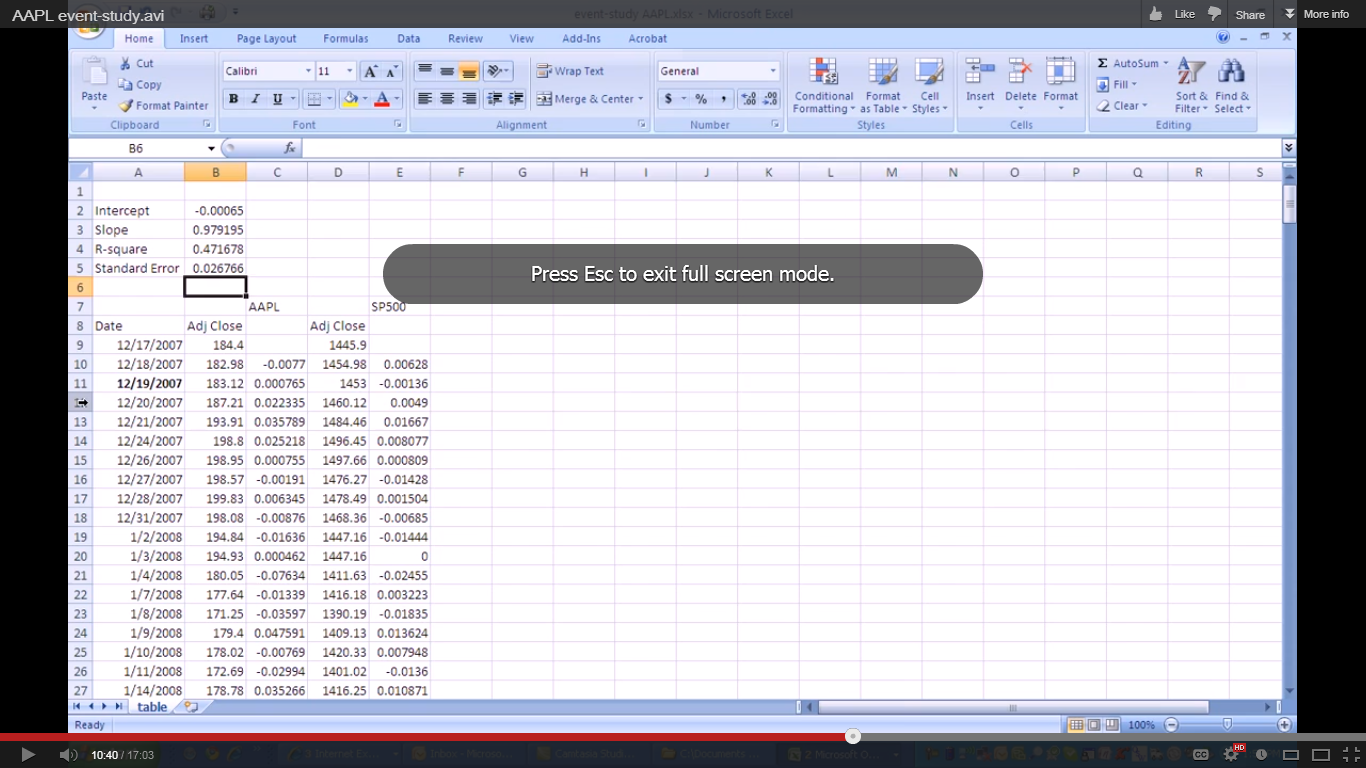 AAPL event-study.avi
event-study AAPL.xlsx - Microsoft Excel
Like Share More info
Home Insert Page Layout Formulas Data Review View Add-Ins Acrobat
Paste
Cut
Copy
Format Painter
Clipboard
Calibri 11
B I U
Font
Wrap Text
Merge & Center
Alignment
General
$ % ,
Number
Conditional Formatting
Format as Table
Cell Styles
Styles
Insert Delete Format
Cells
Σ AutoSum
Fill
Clear
Sort & Filter
Find & Select
Editing
B6 fx
A B C D E F G H I J K L M N O P Q R S
1
2 Intercept -0.00065
3 Slope 0.979195
4 R-square 0.471678
5 Standard Error 0.026766
Press Esc to exit full screen mode.
6
7 AAPL SP500
8 Date Adj Close Adj Close
9 12/17/2007 184.4 1445.9
10 12/18/2007 182.98 -0.0077 1454.98 0.00628
11 12/19/2007 183.12 0.000765 1453 -0.00136
12/20/2007 187.21 0.022335 1460.12 0.0049
13 12/21/2007 193.91 0.035789 1484.46 0.01667
14 12/24/2007 198.8 0.025218 1496.45 0.008077
15 12/26/2007 198.95 0.000755 1497.66 0.000809
16 12/27/2007 198.57 -0.00191 1476.27 -0.01428
17 12/28/2007 199.83 0.006345 1478.49 0.001504
18 12/31/2007 198.08 -0.00876 1468.36 -0.00685
19 1/2/2008 194.84 -0.01636 1447.16 -0.01444
20 1/3/2008 194.93 0.000462 1447.16 0
21 1/4/2008 180.05 -0.07634 1411.63 -0.02455
22 1/7/2008 177.64 -0.01339 1416.18 0.003223
23 1/8/2008 171.25 -0.03597 1390.19 -0.01835
24 1/9/2008 179.4 0.047591 1409.13 0.013624
25 1/10/2008 178.02 -0.00769 1420.33 0.007948
26 1/11/2008 172.69 -0.02994 1401.02 -0.0136
27 1/14/2008 178.78 0.035266 1416.25 0.010871
table
Ready 100%
10:40 / 17:03
3 Internet Ex... Inbox - Microso... C:\Documents... 2 Microsoft O...
CC HD